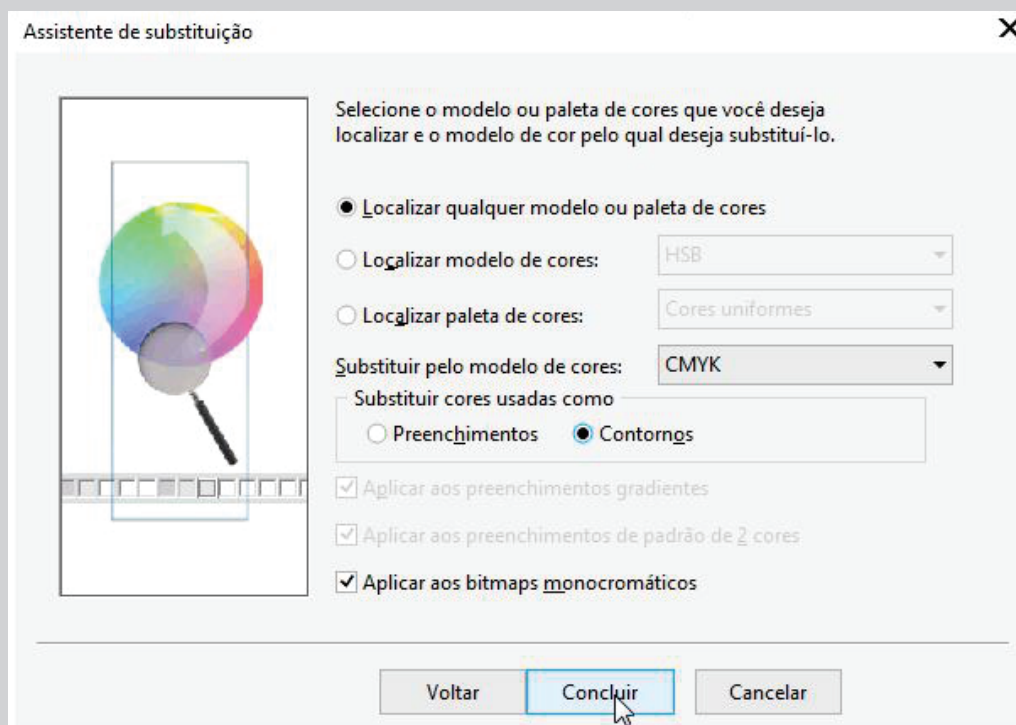 Assistente de substituição
Selecione o modelo ou paleta de cores que você deseja
localizar e o modelo de cor pelo qual deseja substituí-lo.
Localizar qualquer modelo ou paleta de cores
Localizar modelo de cores: HSB
Localizar paleta de cores: Cores uniformes
Substituir pelo modelo de cores: CMYK
Substituir cores usadas como
Preenchimentos Contornos
Aplicar aos preenchimentos gradientes
Aplicar aos preenchimentos de padrão de 2 cores
Aplicar aos bitmaps monocromáticos
Voltar Concluir Cancelar